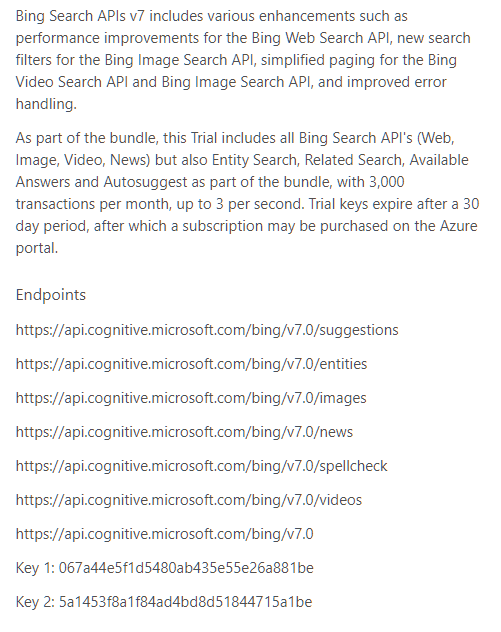 Bing Search APIs v7 includes various enhancements such as
performance improvements for the Bing Web Search API, new search
filters for the Bing Image Search API, simplified paging for the Bing
Video Search API and Bing Image Search API, and improved error
handling.
As part of the bundle, this Trial includes all Bing Search API's (Web,
Image, Video, News) but also Entity Search, Related Search, Available
Answers and Autosuggest as part of the bundle, with 3,000
transactions per month, up to 3 per second. Trial keys expire after a 30
day period, after which a subscription may be purchased on the Azure
portal.
Endpoints
https://api.cognitive.microsoft.com/bing/v7.0/suggestions
https://api.cognitive.microsoft.com/bing/v7.0/entities
https://api.cognitive.microsoft.com/bing/v7.0/images
https://api.cognitive.microsoft.com/bing/v7.0/news
https://api.cognitive.microsoft.com/bing/v7.0/spellcheck
https://api.cognitive.microsoft.com/bing/v7.0/videos
https://api.cognitive.microsoft.com/bing/v7.0
Key 1: 067a44e5f1d5480ab435e55e26a881be
Key 2: 5a1453f8a1f84ad4bd8d51844715a1be